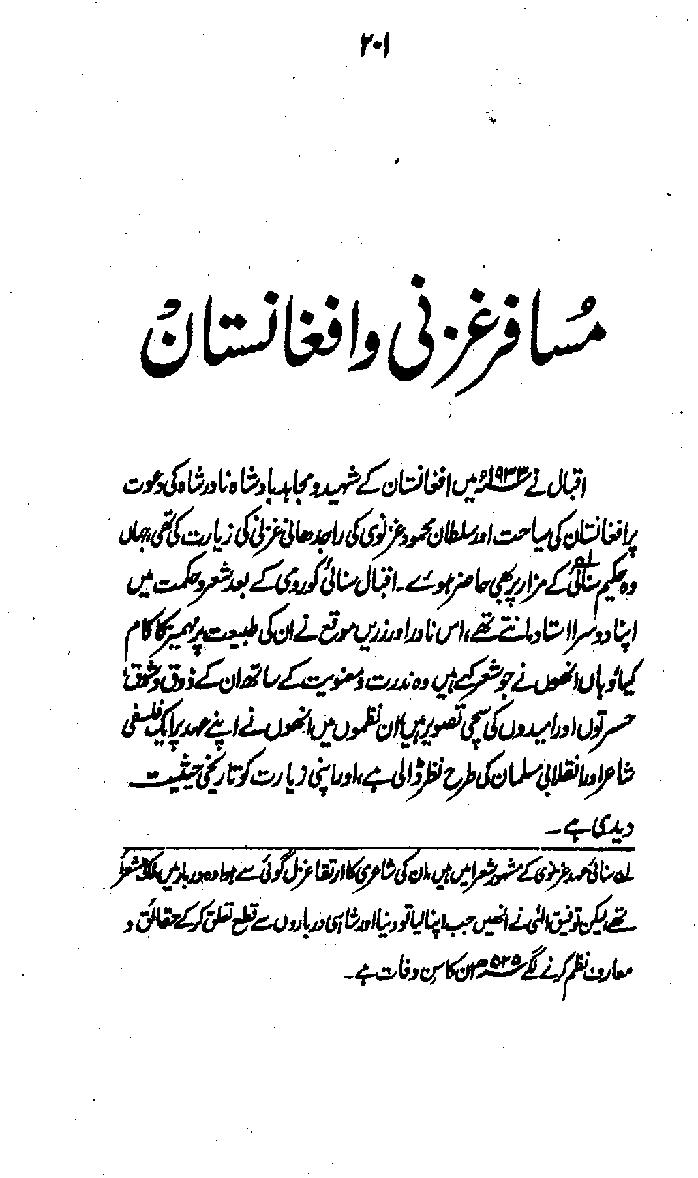 ۲۰۱
مسافر غزنی و افغانستان
اقبال نے ۱۹۳۳ء میں افغانستان کے شہید و مجاہد بادشاہ نادر شاہ کی دعوت
پر افغانستان کی سیاحت اور سلطان محمود غزنوی کی راجدھانی غزنی کی زیارت کی تھی، جہاں
وہ حکیم سنائیؒ کے مزار پر بھی حاضر ہوئے۔ اقبال سنائی کو رومی کے بعد شعر و حکمت میں
اپنا دوسرا استاد مانتے تھے، اس نادر اور زریں موقع نے ان کی طبیعت پر مہمیز کا کام
کیا، وہاں انھوں نے جو شعر کہے ہیں وہ ندرت و معنویت کے ساتھ ان کے ذوق و شوق،
حسرتوں اور امیدوں کی سچی تصویر ہیں، ان نظموں میں انھوں نے اپنے عہد پر ایک فلسفی
شاعر اور انقلابی مسلمان کی طرح نظر ڈالی ہے، اور اپنی زیارت کو تاریخی حیثیت
دیدی ہے۔
لہ سنائی عہد غزنوی کے مشہور شعرا میں ہیں، ان کی شاعری کا ارتقا غزل گوئی سے ہوا، وہ دربار میں ملک الشعرا
تھے، لیکن توفیق الٰہی نے انھیں جب اپنا لیا تو دنیا اور شاہی درباروں سے قطع تعلق کر کے حقائق و
معارف نظم کرنے لگے ۵۲۵ھ ان کا سن وفات ہے۔